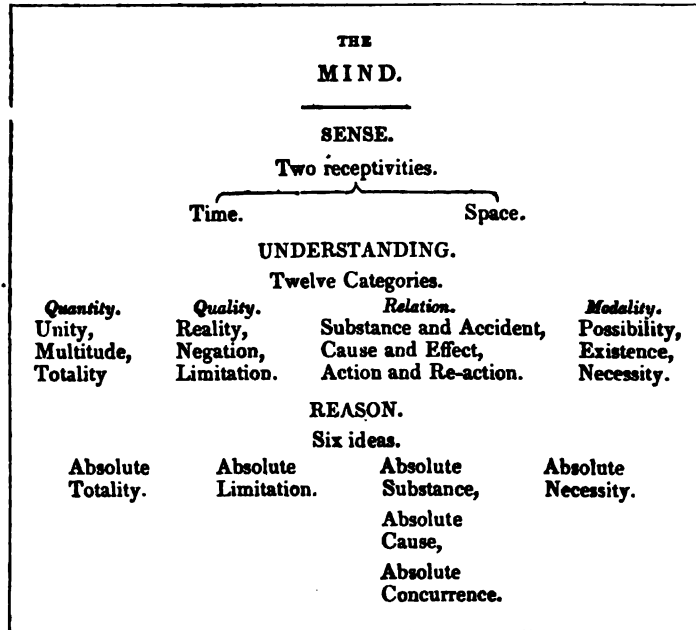 THE
MIND.
SENSE.
Two receptivities.
Time. Space.
UNDERSTANDING.
Twelve Categories.
Quantity. Quality. Relation. Modality.
Unity, Reality, Substance and Accident, Possibility,
Multitude, Negation, Cause and Effect, Existence,
Totality Limitation. Action and Re-action. Necessity.
REASON.
Six ideas.
Absolute Absolute Absolute Absolute
Totality. Limitation. Substance, Necessity.
Absolute
Cause,
Absolute
Concurrence.